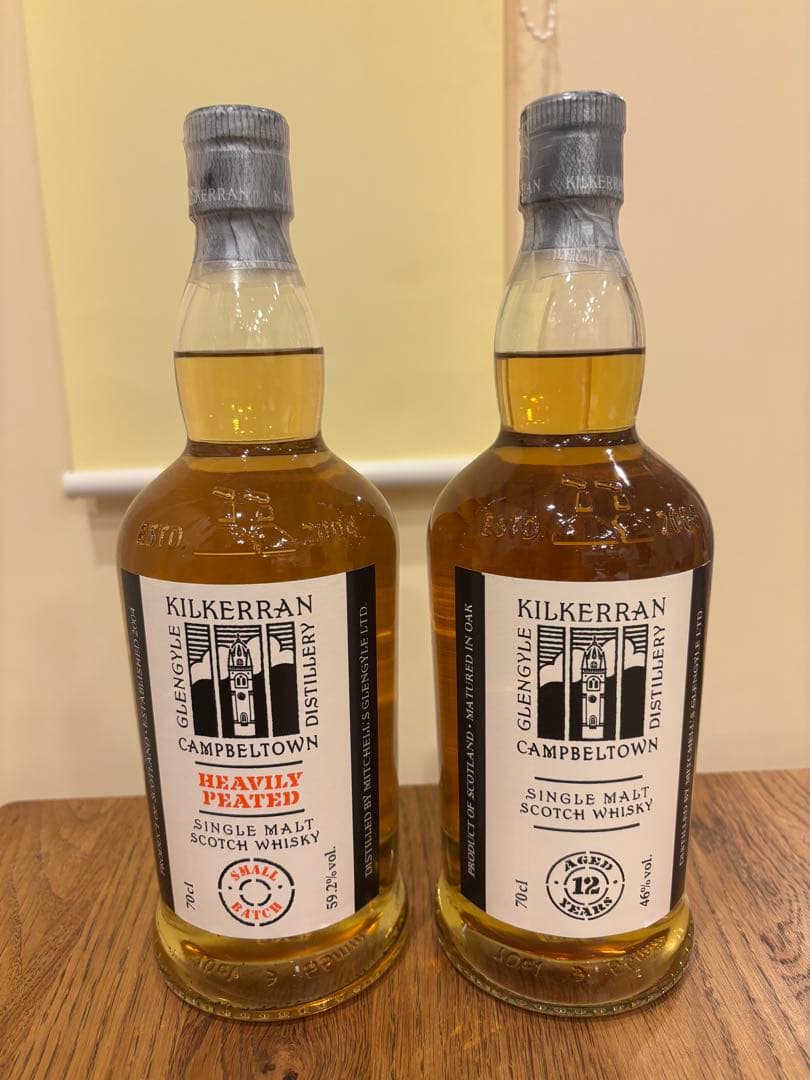 KERRAN
ESTD. 2004
PRODUCT OF SCOTLAND · ESTABLISHED 2004
KILKERRAN
GLENGYLE
DISTILLERY
CAMPBELTOWN
HEAVILY
PEATED
SINGLE MALT
SCOTCH WHISKY
SMALL
BATCH
70cl
59.2% vol.
DISTILLED BY MITCHELL'S GLENGYLE LTD.
KILKERRAN
ESTD. 2004
PRODUCT OF SCOTLAND · MATURED IN OAK
KILKERRAN
GLENGYLE
DISTILLERY
CAMPBELTOWN
SINGLE MALT
SCOTCH WHISKY
AGED
12
YEARS
70cl
46% vol.
DISTILLED BY MITCHELL'S GLENGYLE LTD